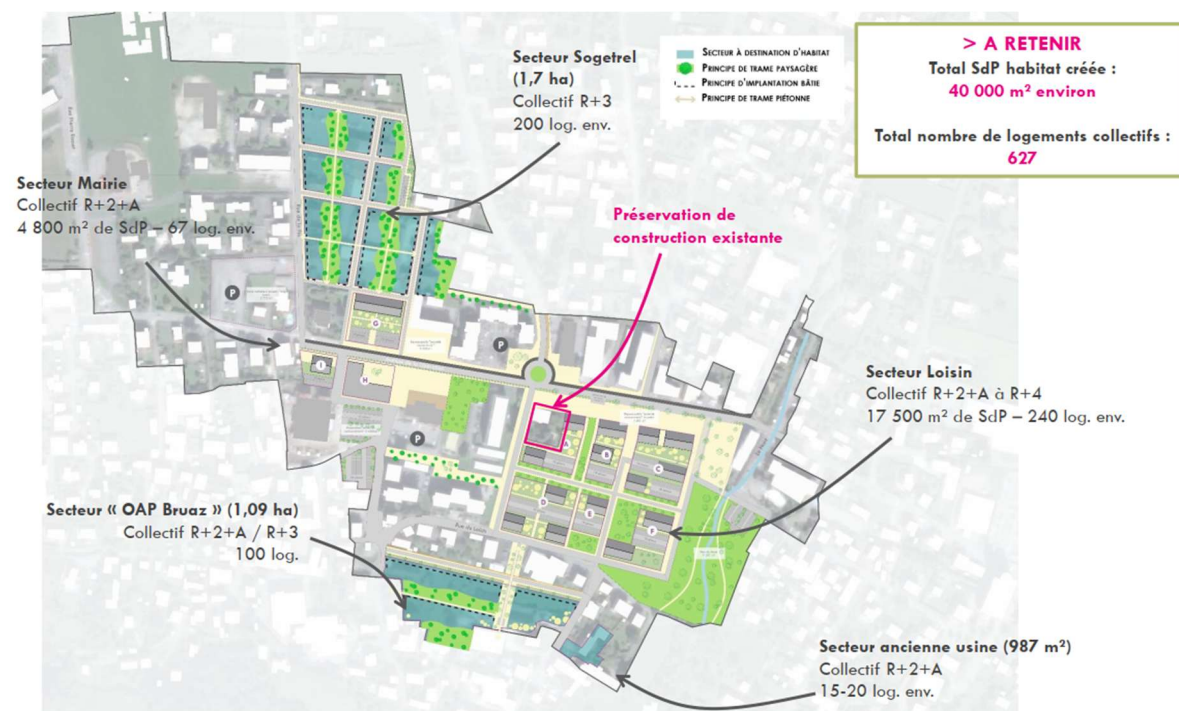 Secteur Sogetrel
(1,7 ha)
Collectif R+3
200 log. env.
SECTEUR À DESTINATION D'HABITAT
PRINCIPE DE TRAME PAYSAGÈRE
PRINCIPE D'IMPLANTATION BÂTIE
PRINCIPE DE TRAME PIÉTONNE
> A RETENIR
Total SdP habitat créée :
40 000 m² environ
Total nombre de logements collectifs :
627
Secteur Mairie
Collectif R+2+A
4 800 m² de SdP – 67 log. env.
Préservation de
construction existante
P
G
P
I
H
Secteur Loisin
Collectif R+2+A à R+4
17 500 m² de SdP – 240 log. env.
P
A
B
C
D
E
F
Secteur « OAP Bruaz » (1,09 ha)
Collectif R+2+A / R+3
100 log.
Secteur ancienne usine (987 m²)
Collectif R+2+A
15-20 log. env.